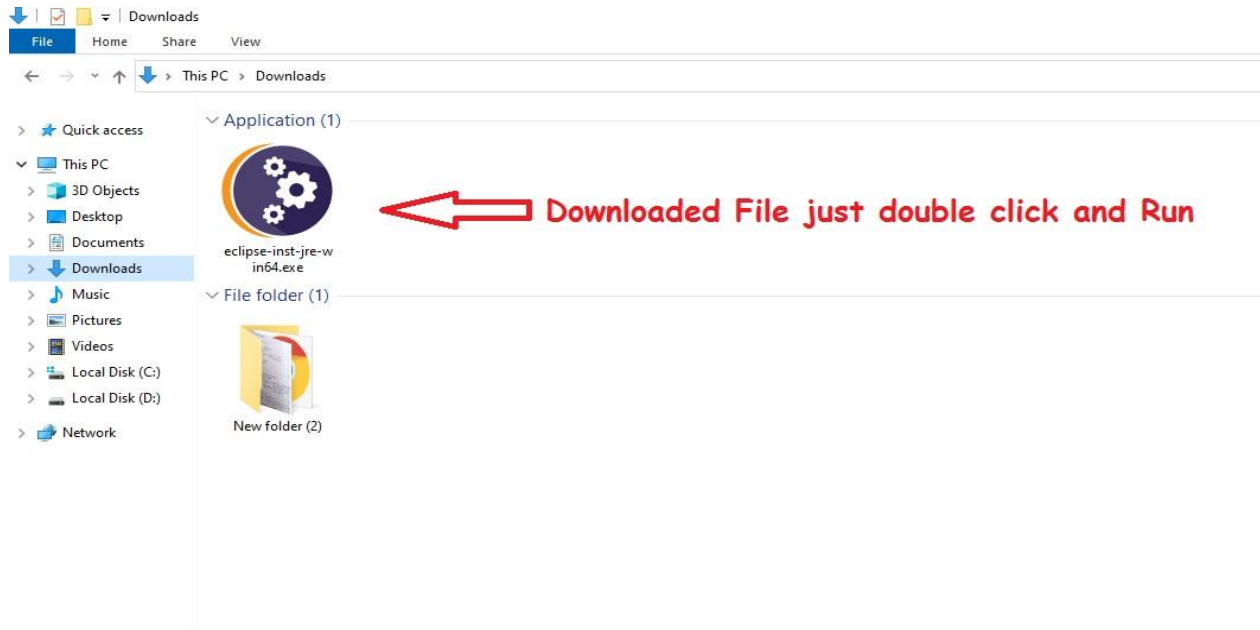 Downloads
File Home Share View
This PC > Downloads
Quick access
This PC
3D Objects
Desktop
Documents
Downloads
Music
Pictures
Videos
Local Disk (C:)
Local Disk (D:)
Network
Application (1)
eclipse-inst-jre-w
in64.exe
Downloaded File just double click and Run
File folder (1)
New folder (2)